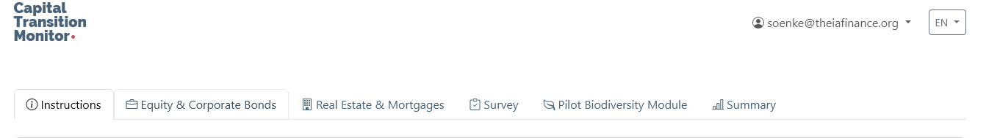 Capital
Transition
Monitor
soenke@theiafinance.org
EN
Instructions
Equity & Corporate Bonds
Real Estate & Mortgages
Survey
Pilot Biodiversity Module
Summary